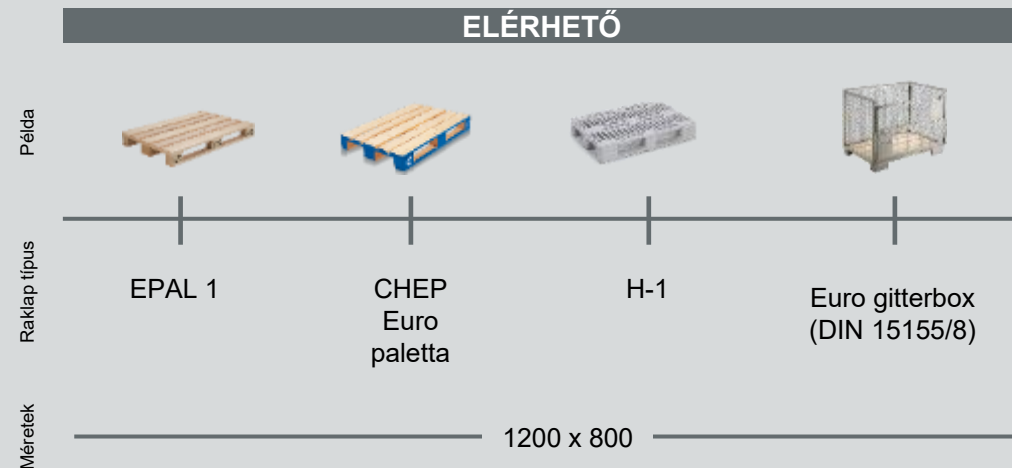 ELÉRHETŐ
Példa
Raklap típus
EPAL 1
CHEP
Euro
paletta
H-1
Euro gitterbox
(DIN 15155/8)
Méretek
1200 x 800